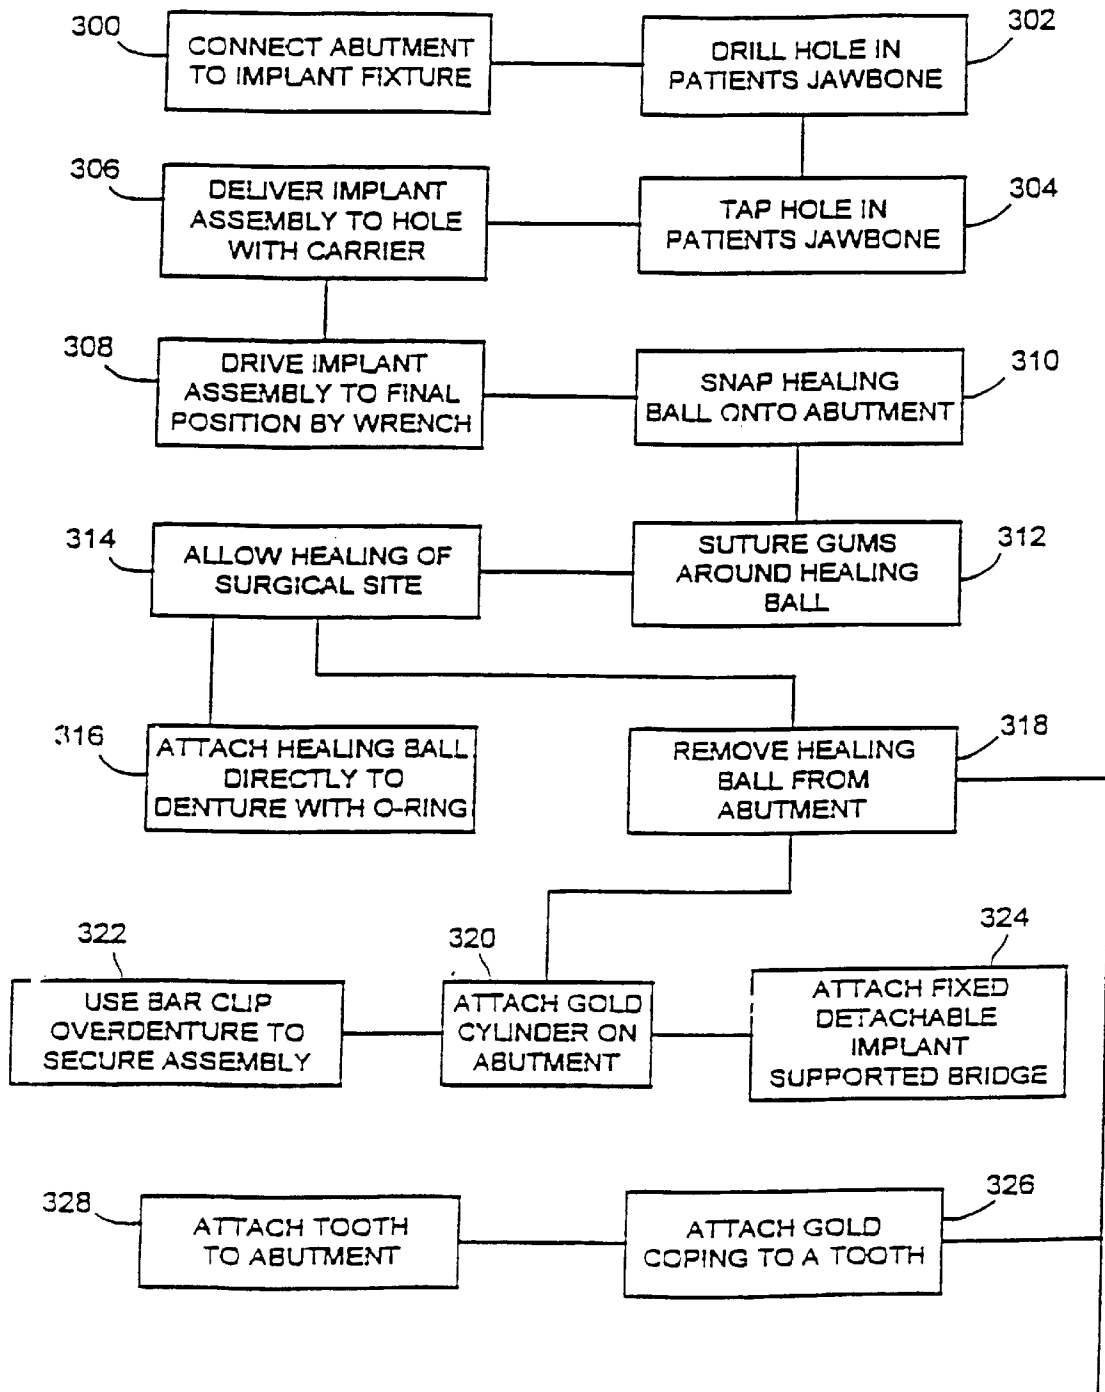 300
CONNECT ABUTMENT
TO IMPLANT FIXTURE
302
DRILL HOLE IN
PATIENTS JAWBONE
304
TAP HOLE IN
PATIENTS JAWBONE
306
DELIVER IMPLANT
ASSEMBLY TO HOLE
WITH CARRIER
308
DRIVE IMPLANT
ASSEMBLY TO FINAL
POSITION BY WRENCH
310
SNAP HEALING
BALL ONTO ABUTMENT
312
SUTURE GUMS
AROUND HEALING
BALL
314
ALLOW HEALING OF
SURGICAL SITE
316
ATTACH HEALING BALL
DIRECTLY TO
DENTURE WITH O-RING
318
REMOVE HEALING
BALL FROM
ABUTMENT
320
ATTACH GOLD
CYLINDER ON
ABUTMENT
322
USE BAR CLIP
OVERDENTURE TO
SECURE ASSEMBLY
324
ATTACH FIXED
DETACHABLE
IMPLANT
SUPPORTED BRIDGE
326
ATTACH GOLD
COPING TO A TOOTH
328
ATTACH TOOTH
TO ABUTMENT